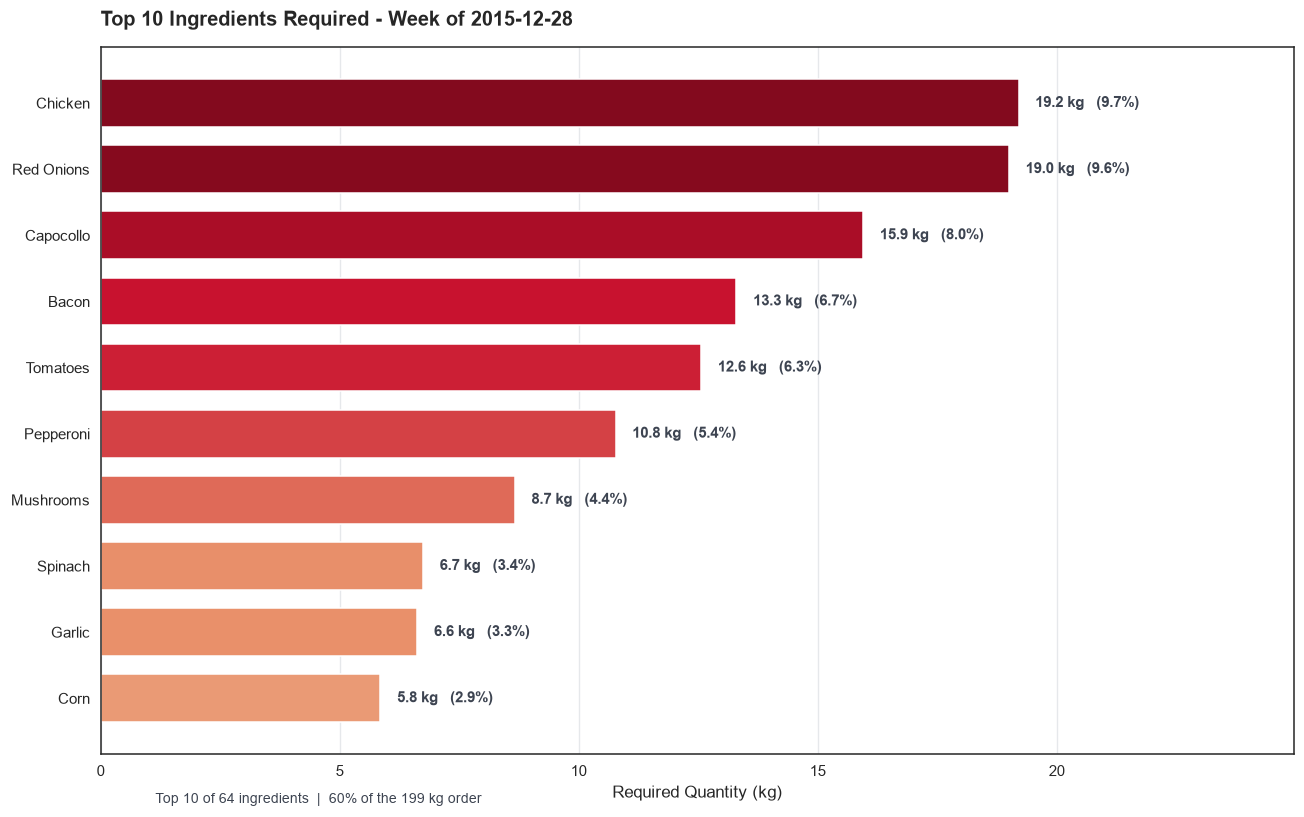 Top 10 Ingredients Required - Week of 2015-12-28
Chicken 19.2 kg (9.7%)
Red Onions 19.0 kg (9.6%)
Capocollo 15.9 kg (8.0%)
Bacon 13.3 kg (6.7%)
Tomatoes 12.6 kg (6.3%)
Pepperoni 10.8 kg (5.4%)
Mushrooms 8.7 kg (4.4%)
Spinach 6.7 kg (3.4%)
Garlic 6.6 kg (3.3%)
Corn 5.8 kg (2.9%)
0 5 10 15 20
Required Quantity (kg)
Top 10 of 64 ingredients | 60% of the 199 kg order